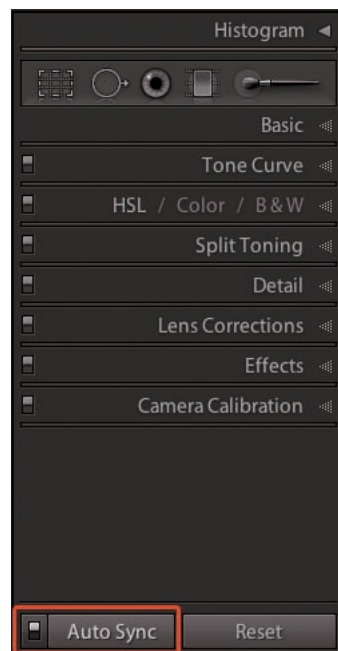 Histogram
Basic
Tone Curve
HSL / Color / B & W
Split Toning
Detail
Lens Corrections
Effects
Camera Calibration
Auto Sync Reset